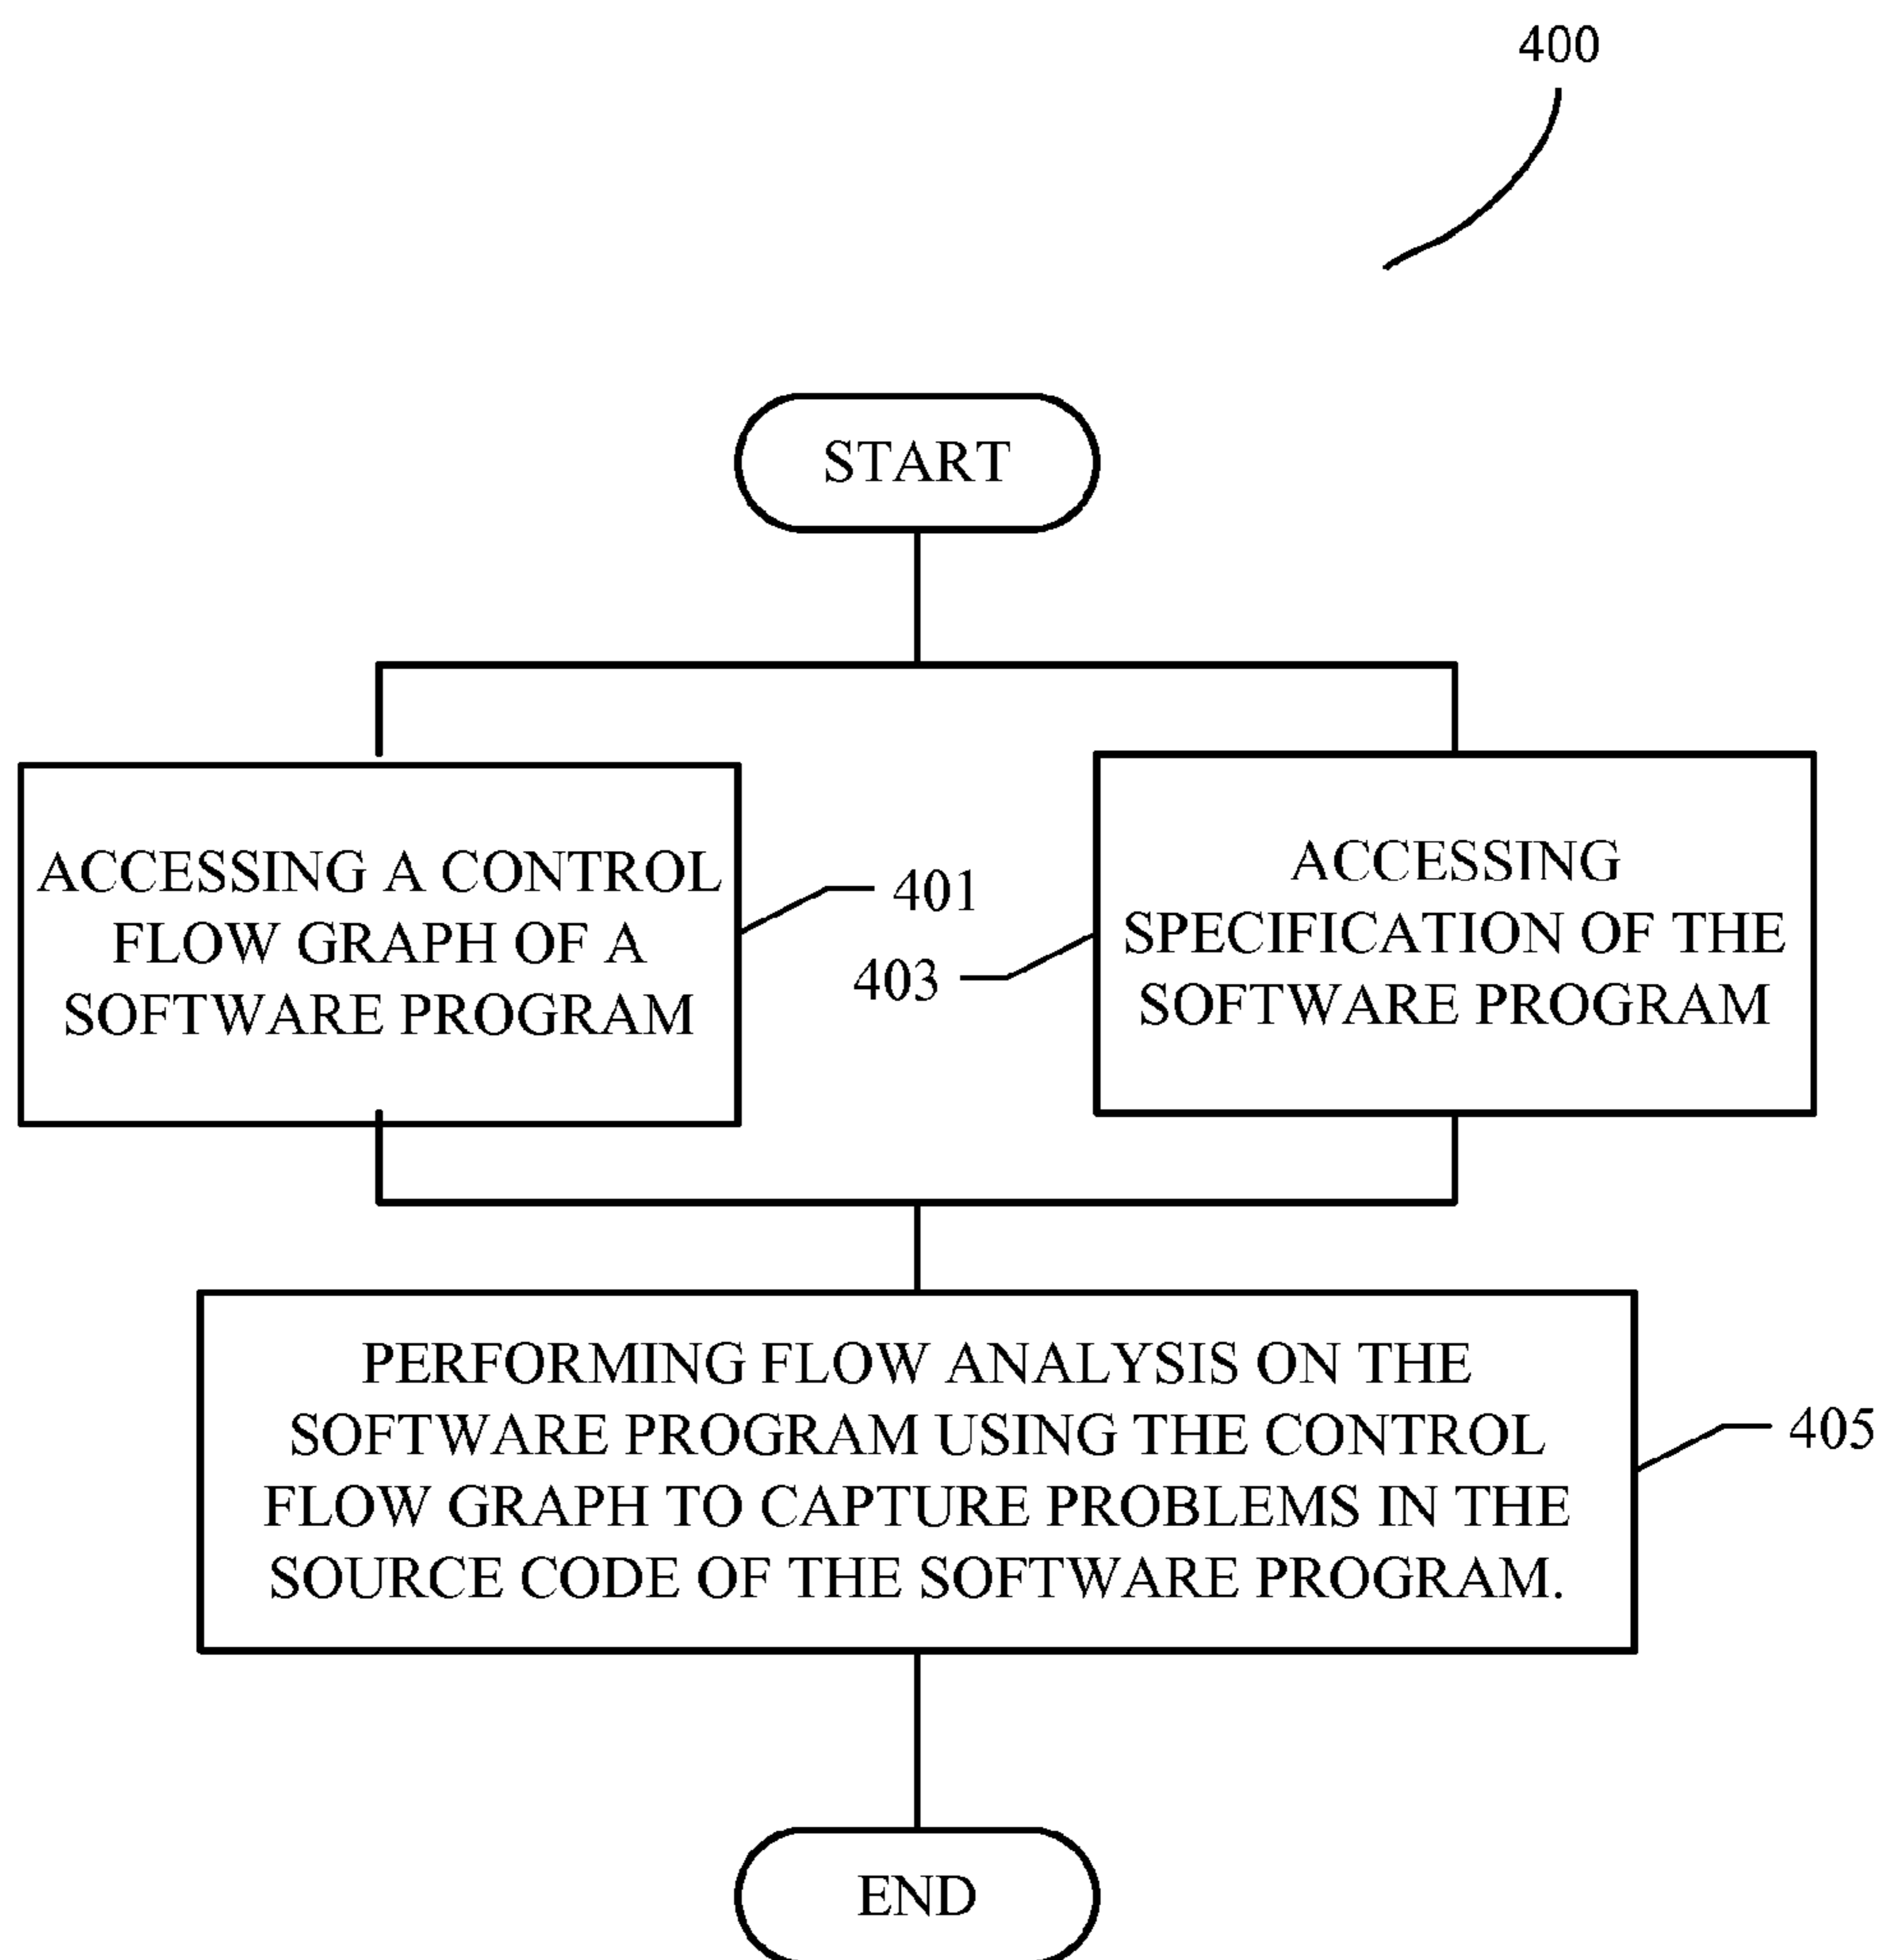 400
START
ACCESSING A CONTROL
FLOW GRAPH OF A
SOFTWARE PROGRAM
401
403
ACCESSING
SPECIFICATION OF THE
SOFTWARE PROGRAM
PERFORMING FLOW ANALYSIS ON THE
SOFTWARE PROGRAM USING THE CONTROL
FLOW GRAPH TO CAPTURE PROBLEMS IN THE
SOURCE CODE OF THE SOFTWARE PROGRAM.
405
END